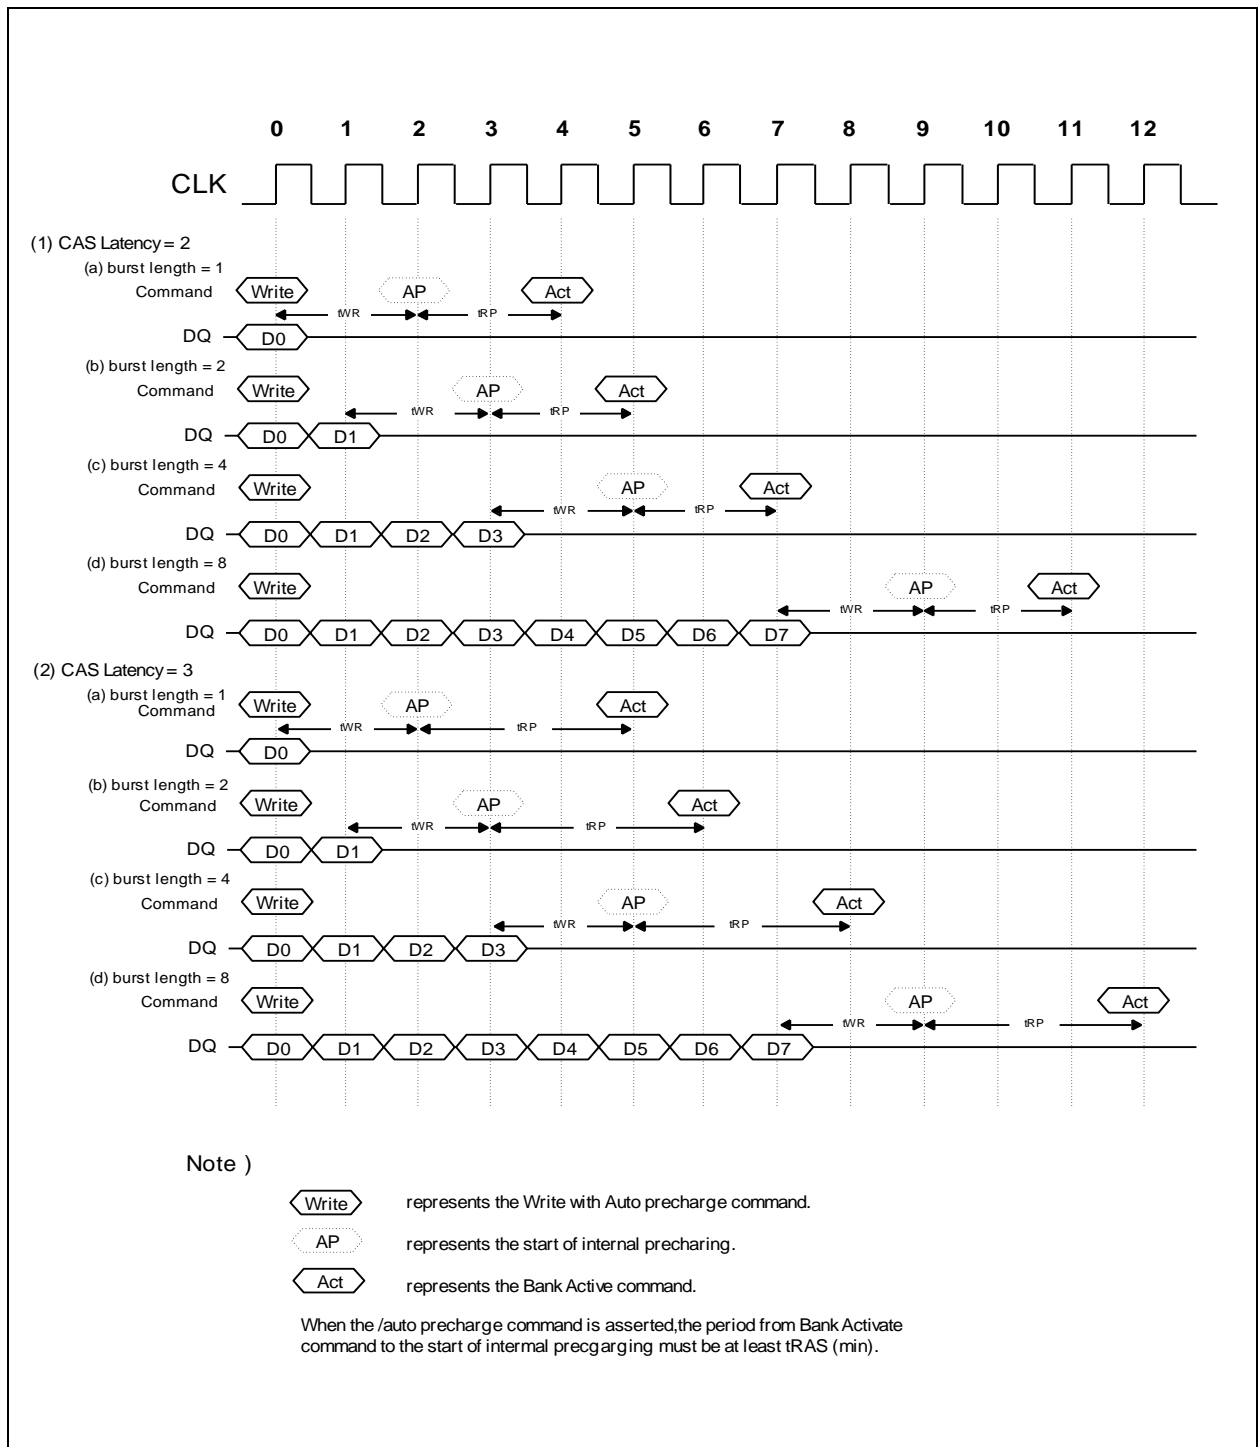 0 1 2 3 4 5 6 7 8 9 10 11 12
CLK
(1) CAS Latency = 2
(a) burst length = 1
Command Write AP Act
tWR tRP
DQ D0
(b) burst length = 2
Command Write AP Act
tWR tRP
DQ D0 D1
(c) burst length = 4
Command Write AP Act
tWR tRP
DQ D0 D1 D2 D3
(d) burst length = 8
Command Write AP Act
tWR tRP
DQ D0 D1 D2 D3 D4 D5 D6 D7
(2) CAS Latency = 3
(a) burst length = 1
Command Write AP Act
tWR tRP
DQ D0
(b) burst length = 2
Command Write AP Act
tWR tRP
DQ D0 D1
(c) burst length = 4
Command Write AP Act
tWR tRP
DQ D0 D1 D2 D3
(d) burst length = 8
Command Write AP Act
tWR tRP
DQ D0 D1 D2 D3 D4 D5 D6 D7
Note )
Write represents the Write with Auto precharge command.
AP represents the start of internal precharing.
Act represents the Bank Active command.
When the /auto precharge command is asserted,the period from Bank Activate
command to the start of intermal precgarging must be at least tRAS (min).